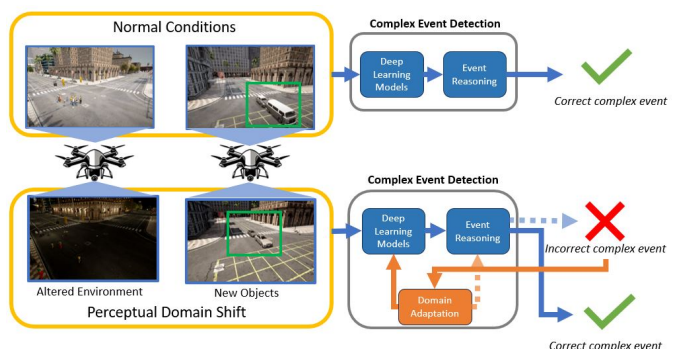 Normal Conditions
Complex Event Detection
Deep
Learning
Models
Event
Reasoning
Correct complex event
Complex Event Detection
Deep
Learning
Models
Event
Reasoning
Incorrect complex event
Domain
Adaptation
Altered Environment
New Objects
Perceptual Domain Shift
Correct complex event